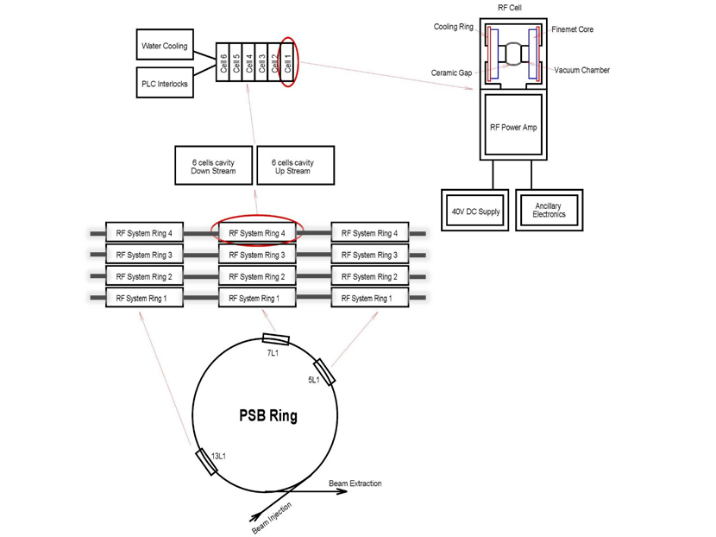 RF Cell
Cooling Ring
Finemet Core
Ceramic Gap
Vacuum Chamber
RF Power Amp
40V DC Supply
Ancillary
Electronics
Water Cooling
PLC Interlocks
Cell 6
Cell 5
Cell 4
Cell 3
Cell 2
Cell 1
6 cells cavity
Down Stream
6 cells cavity
Up Stream
RF System Ring 4
RF System Ring 4
RF System Ring 4
RF System Ring 3
RF System Ring 3
RF System Ring 3
RF System Ring 2
RF System Ring 2
RF System Ring 2
RF System Ring 1
RF System Ring 1
RF System Ring 1
7L1
5L1
PSB Ring
13L1
Beam Extraction
Beam Injection